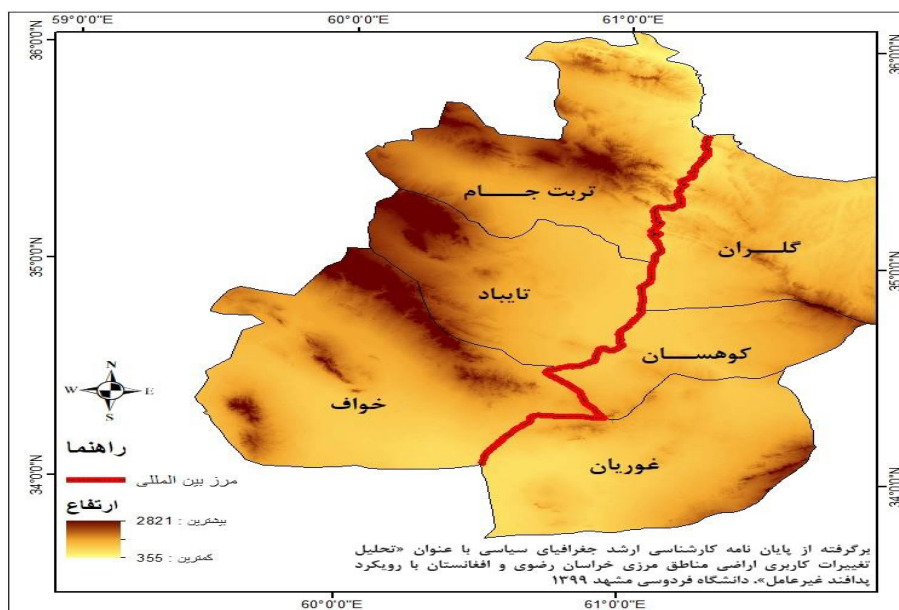 59°0'0"E 60°0'0"E 61°0'0"E
36°0'0"N 36°0'0"N
تربت جـــــام
گلـــران
35°0'0"N 35°0'0"N
تایباد
کوهســـان
N
W E
S
خواف
غوریان
راهنما
مرز بین المللی
34°0'0"N 34°0'0"N
ارتفاع
بیشترین : 2821
کمترین : 355
برگرفته از پایان نامه کارشناسی ارشد جغرافیای سیاسی با عنوان «تحلیل
تغییرات کاربری اراضی مناطق مرزی خراسان رضوی و افغانستان با رویکرد
پدافند غیرعامل». دانشگاه فردوسی مشهد ۱۳۹۹
60°0'0"E 61°0'0"E